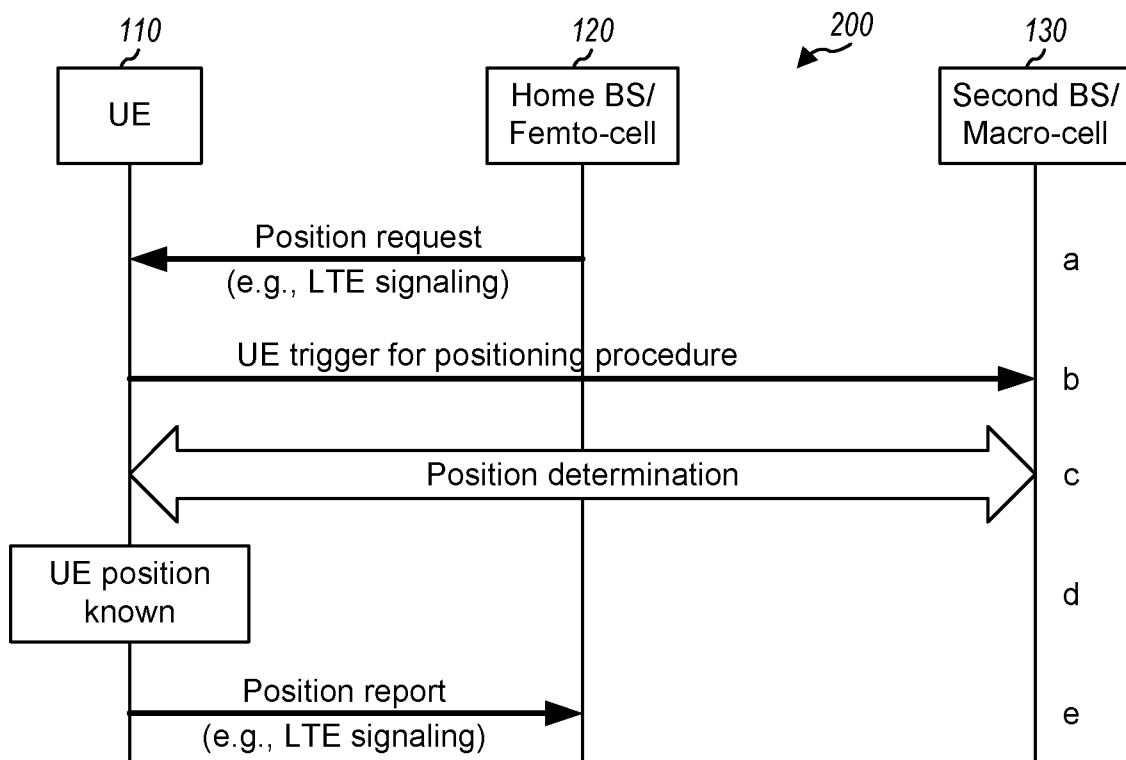 110
120
200
130
UE
Home BS/
Femto-cell
Second BS/
Macro-cell
Position request
(e.g., LTE signaling)
a
UE trigger for positioning procedure
b
Position determination
c
UE position
known
d
Position report
(e.g., LTE signaling)
e